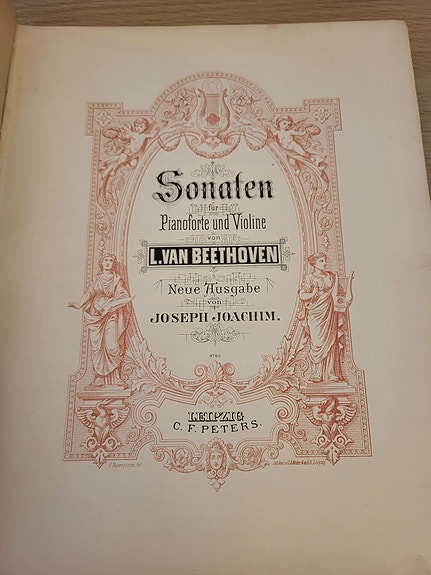 Sonaten
für
Pianoforte und Violine
von
L. VAN BEETHOVEN
Neue Ausgabe
von
JOSEPH JOACHIM.
LEIPZIG
C. F. PETERS.